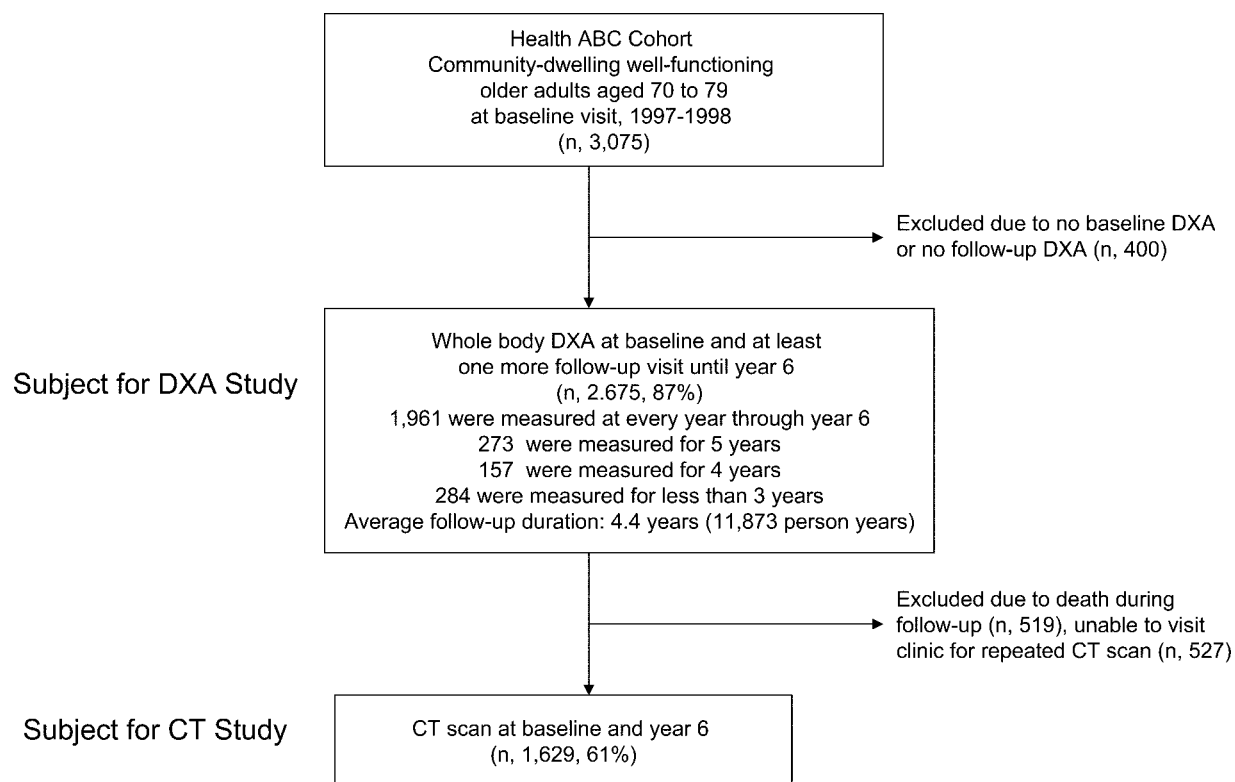 Health ABC Cohort
Community-dwelling well-functioning
older adults aged 70 to 79
at baseline visit, 1997-1998
(n, 3,075)
Excluded due to no baseline DXA
or no follow-up DXA (n, 400)
Subject for DXA Study
Whole body DXA at baseline and at least
one more follow-up visit until year 6
(n, 2.675, 87%)
1,961 were measured at every year through year 6
273 were measured for 5 years
157 were measured for 4 years
284 were measured for less than 3 years
Average follow-up duration: 4.4 years (11,873 person years)
Excluded due to death during
follow-up (n, 519), unable to visit
clinic for repeated CT scan (n, 527)
Subject for CT Study
CT scan at baseline and year 6
(n, 1,629, 61%)